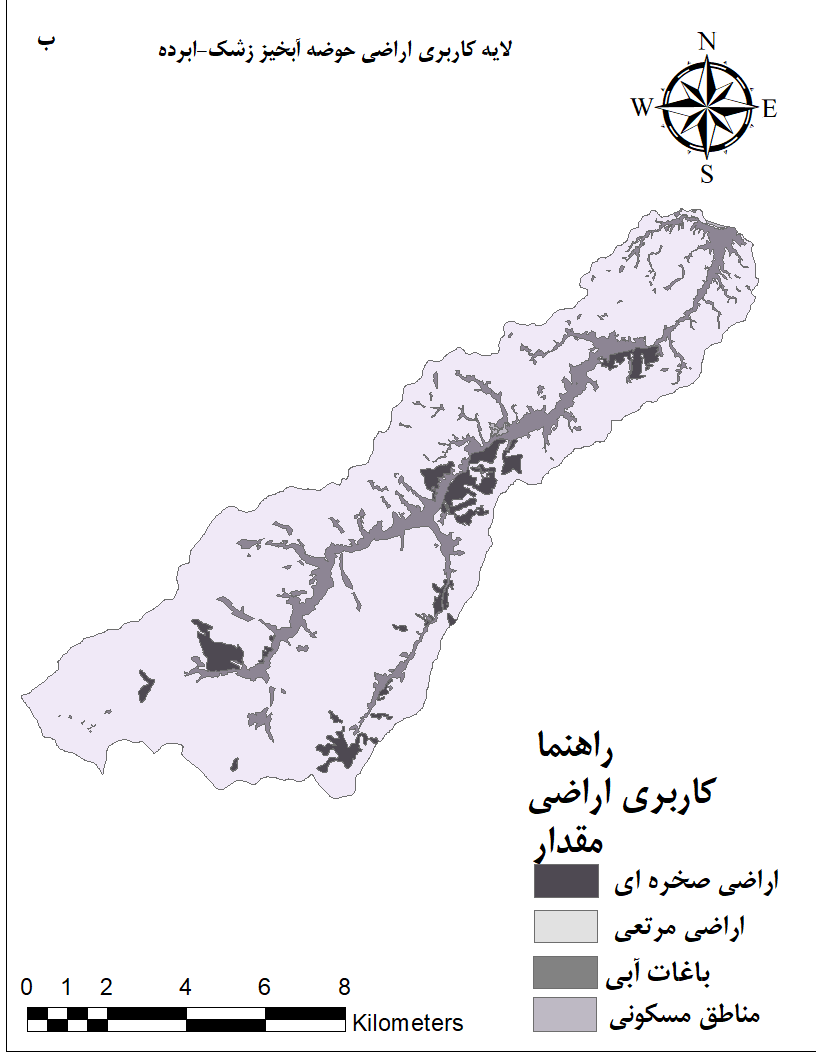 ب
لایه کاربری اراضی حوضه آبخیز زشک-ابرده
N
W E
S
راهنما
کاربری اراضی
مقدار
اراضی صخره ای
اراضی مرتعی
باغات آبی
مناطق مسکونی
0 1 2 4 6 8
Kilometers